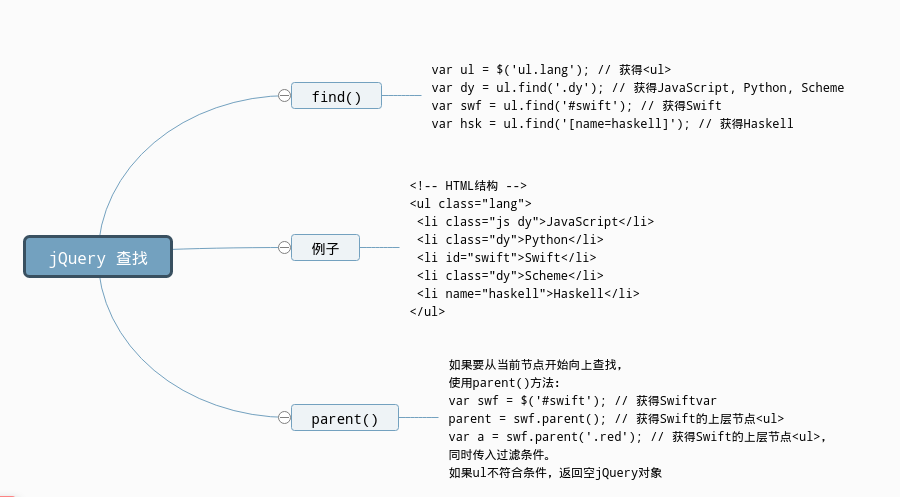 find()
var ul = $('ul.lang'); // 获得<ul>
var dy = ul.find('.dy'); // 获得JavaScript, Python, Scheme
var swf = ul.find('#swift'); // 获得Swift
var hsk = ul.find('[name=haskell]'); // 获得Haskell
jQuery 查找
例子
<!-- HTML结构 -->
<ul class="lang">
<li class="js dy">JavaScript</li>
<li class="dy">Python</li>
<li id="swift">Swift</li>
<li class="dy">Scheme</li>
<li name="haskell">Haskell</li>
</ul>
parent()
如果要从当前节点开始向上查找，
使用parent()方法：
var swf = $('#swift'); // 获得Swiftvar
parent = swf.parent(); // 获得Swift的上层节点<ul>
var a = swf.parent('.red'); // 获得Swift的上层节点<ul>，
同时传入过滤条件。
如果ul不符合条件，返回空jQuery对象